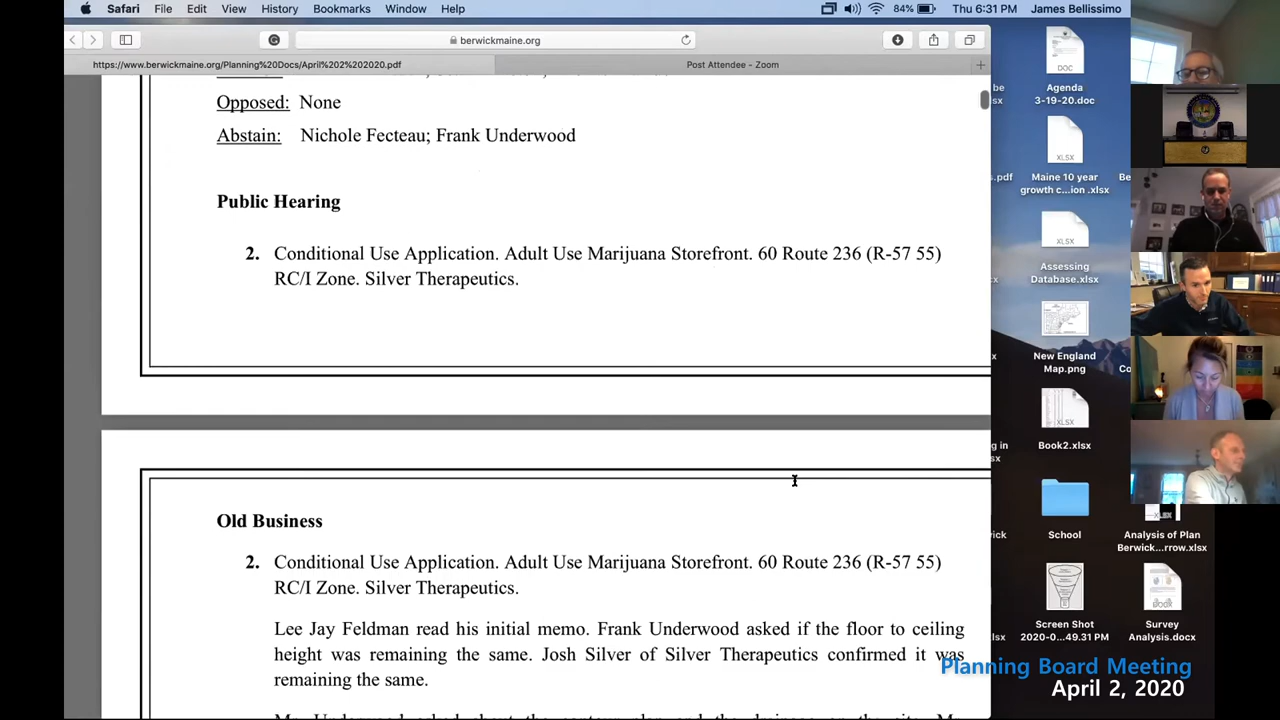 Safari File Edit View History Bookmarks Window Help 84% Thu 6:31 PM James Bellissimo
berwickmaine.org
https://www.berwickmaine.org/Planning%20Docs/April%202%202020.pdf
Post Attendee - Zoom
Opposed: None
Abstain: Nichole Fecteau; Frank Underwood
Public Hearing
2. Conditional Use Application. Adult Use Marijuana Storefront. 60 Route 236 (R-57 55)
RC/I Zone. Silver Therapeutics.
Old Business
2. Conditional Use Application. Adult Use Marijuana Storefront. 60 Route 236 (R-57 55)
RC/I Zone. Silver Therapeutics.
Lee Jay Feldman read his initial memo. Frank Underwood asked if the floor to ceiling
height was remaining the same. Josh Silver of Silver Therapeutics confirmed it was
remaining the same.
DOC
Agenda
3-19-20.doc
XLSX
Maine 10 year
growth c...ion .xlsx
Assessing
Database.xlsx
New England
Map.png
XLSX
Book2.xlsx
School
XLSX
Analysis of Plan
Berwick...rrow.xlsx
Screen Shot
2020-0...49.31 PM
DOCX
Survey
Analysis.docx
Planning Board Meeting
April 2, 2020